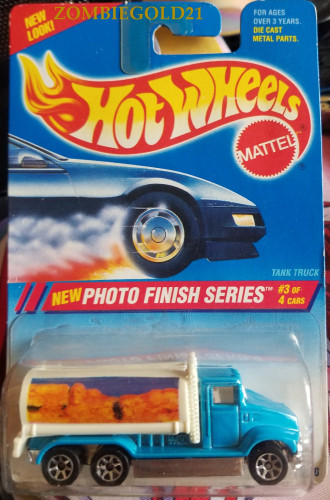 ZOMBIEGOLD21
NEW
LOOK!
FOR AGES
OVER 3 YEARS.
DIE CAST
METAL PARTS.
Hot Wheels
MATTEL
TANK TRUCK
NEW PHOTO FINISH SERIES™ #3 OF
4 CARS